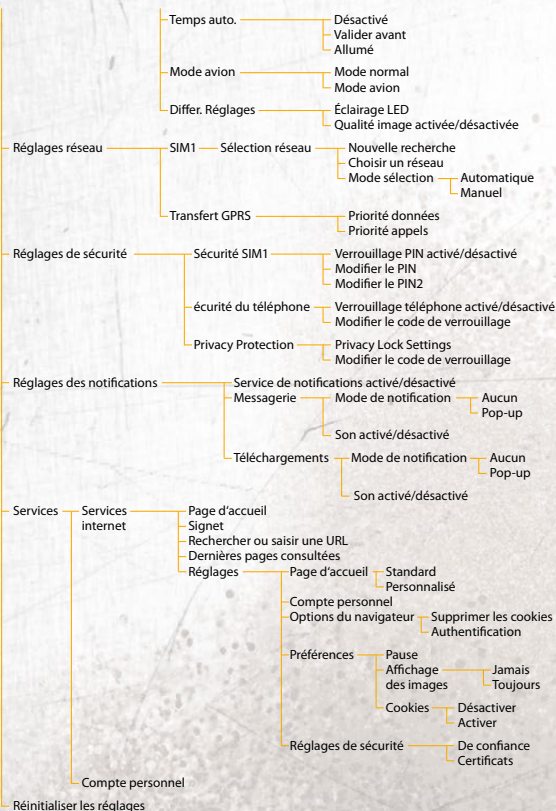 Temps auto. Désactivé
Valider avant
Allumé
Mode avion Mode normal
Mode avion
Differ. Réglages Éclairage LED
Qualité image activée/désactivée
Réglages réseau SIM1 Sélection réseau Nouvelle recherche
Choisir un réseau
Mode sélection Automatique
Manuel
Transfert GPRS Priorité données
Priorité appels
Réglages de sécurité Sécurité SIM1 Verrouillage PIN activé/désactivé
Modifier le PIN
Modifier le PIN2
écurité du téléphone Verrouillage téléphone activé/désactivé
Modifier le code de verrouillage
Privacy Protection Privacy Lock Settings
Modifier le code de verrouillage
Réglages des notifications Service de notifications activé/désactivé
Messagerie Mode de notification Aucun
Pop-up
Son activé/désactivé
Téléchargements Mode de notification Aucun
Pop-up
Son activé/désactivé
Services Services Page d‘accueil
internet Signet
Rechercher ou saisir une URL
Dernières pages consultées
Réglages Page d‘accueil Standard
Personnalisé
Compte personnel
Options du navigateur Supprimer les cookies
Authentification
Préférences Pause
Affichage Jamais
des images Toujours
Cookies Désactiver
Activer
Réglages de sécurité De confiance
Certificats
Compte personnel
Réinitialiser les réglages